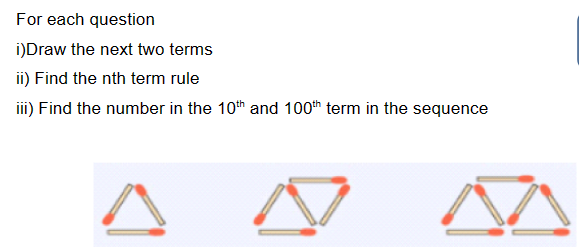 For each question
i)Draw the next two terms
ii) Find the nth term rule
iii) Find the number in the 10th and 100th term in the sequence